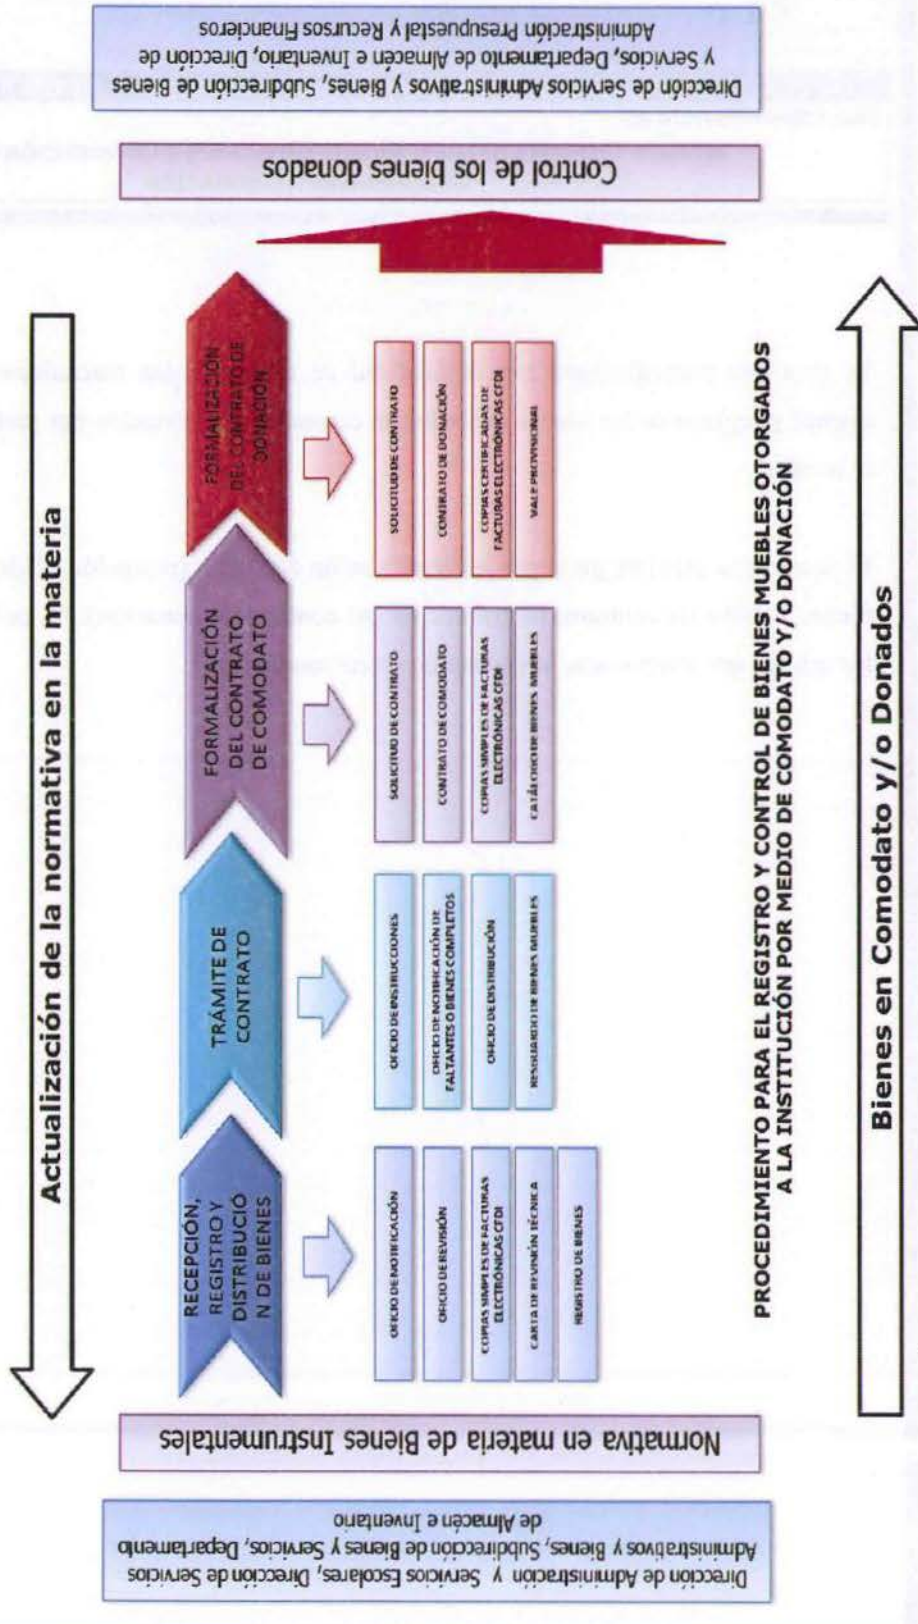 Actualización de la normativa en la materia
Dirección de Administración y Servicios Escolares, Dirección de Servicios
Administrativos y Bienes, Subdirección de Bienes y Servicios, Departamento
de Almacén e Inventario
Normativa en materia de Bienes Instrumentales
RECEPCIÓN,
REGISTRO Y
DISTRIBUCIÓ
N DE BIENES
OFICIO DE NOTIFICACIÓN
OFICIO DE REVISIÓN
COPIAS SIMPLES DE FACTURAS
ELECTRÓNICAS CFDI
CARTA DE REVISIÓN TÉCNICA
REGISTRO DE BIENES
TRÁMITE DE
CONTRATO
OFICIO DE INSTRUCCIONES
OFICIO DE NOTIFICACIÓN DE
FALTANTES O BIENES COMPLETOS
OFICIO DE DISTRIBUCIÓN
RESGUARDO DE BIENES MUEBLES
FORMALIZACIÓN
DEL CONTRATO
DE COMODATO
SOLICITUD DE CONTRATO
CONTRATO DE COMODATO
COPIAS SIMPLES DE FACTURAS
ELECTRÓNICAS CFDI
CATÁLOGO DE BIENES MUEBLES
FORMALIZACIÓN
DEL CONTRATO DE
DONACIÓN
SOLICITUD DE CONTRATO
CONTRATO DE DONACIÓN
COPIAS CERTIFICADAS DE
FACTURAS ELECTRÓNICAS CFDI
VALE PROVISIONAL
Control de los bienes donados
Dirección de Servicios Administrativos y Bienes, Subdirección de Bienes
y Servicios, Departamento de Almacén e Inventario, Dirección de
Administración Presupuestal y Recursos Financieros
PROCEDIMIENTO PARA EL REGISTRO Y CONTROL DE BIENES MUEBLES OTORGADOS
A LA INSTITUCIÓN POR MEDIO DE COMODATO Y/O DONACIÓN
Bienes en Comodato y/o Donados